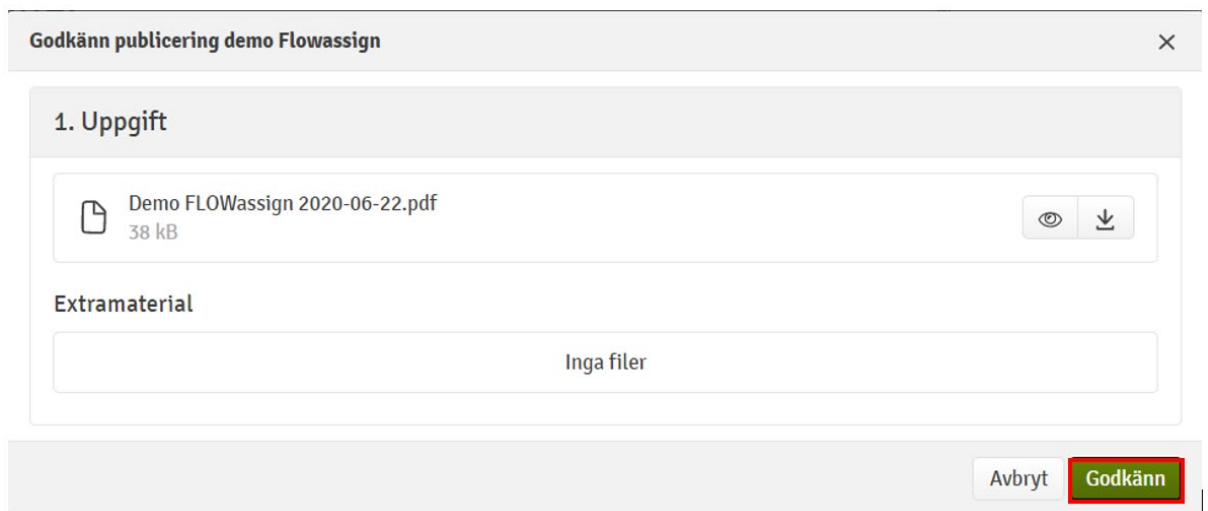 Godkänn publicering demo Flowassign
1. Uppgift
Demo FLOWassign 2020-06-22.pdf
38 kB
Extramaterial
Inga filer
Avbryt Godkänn